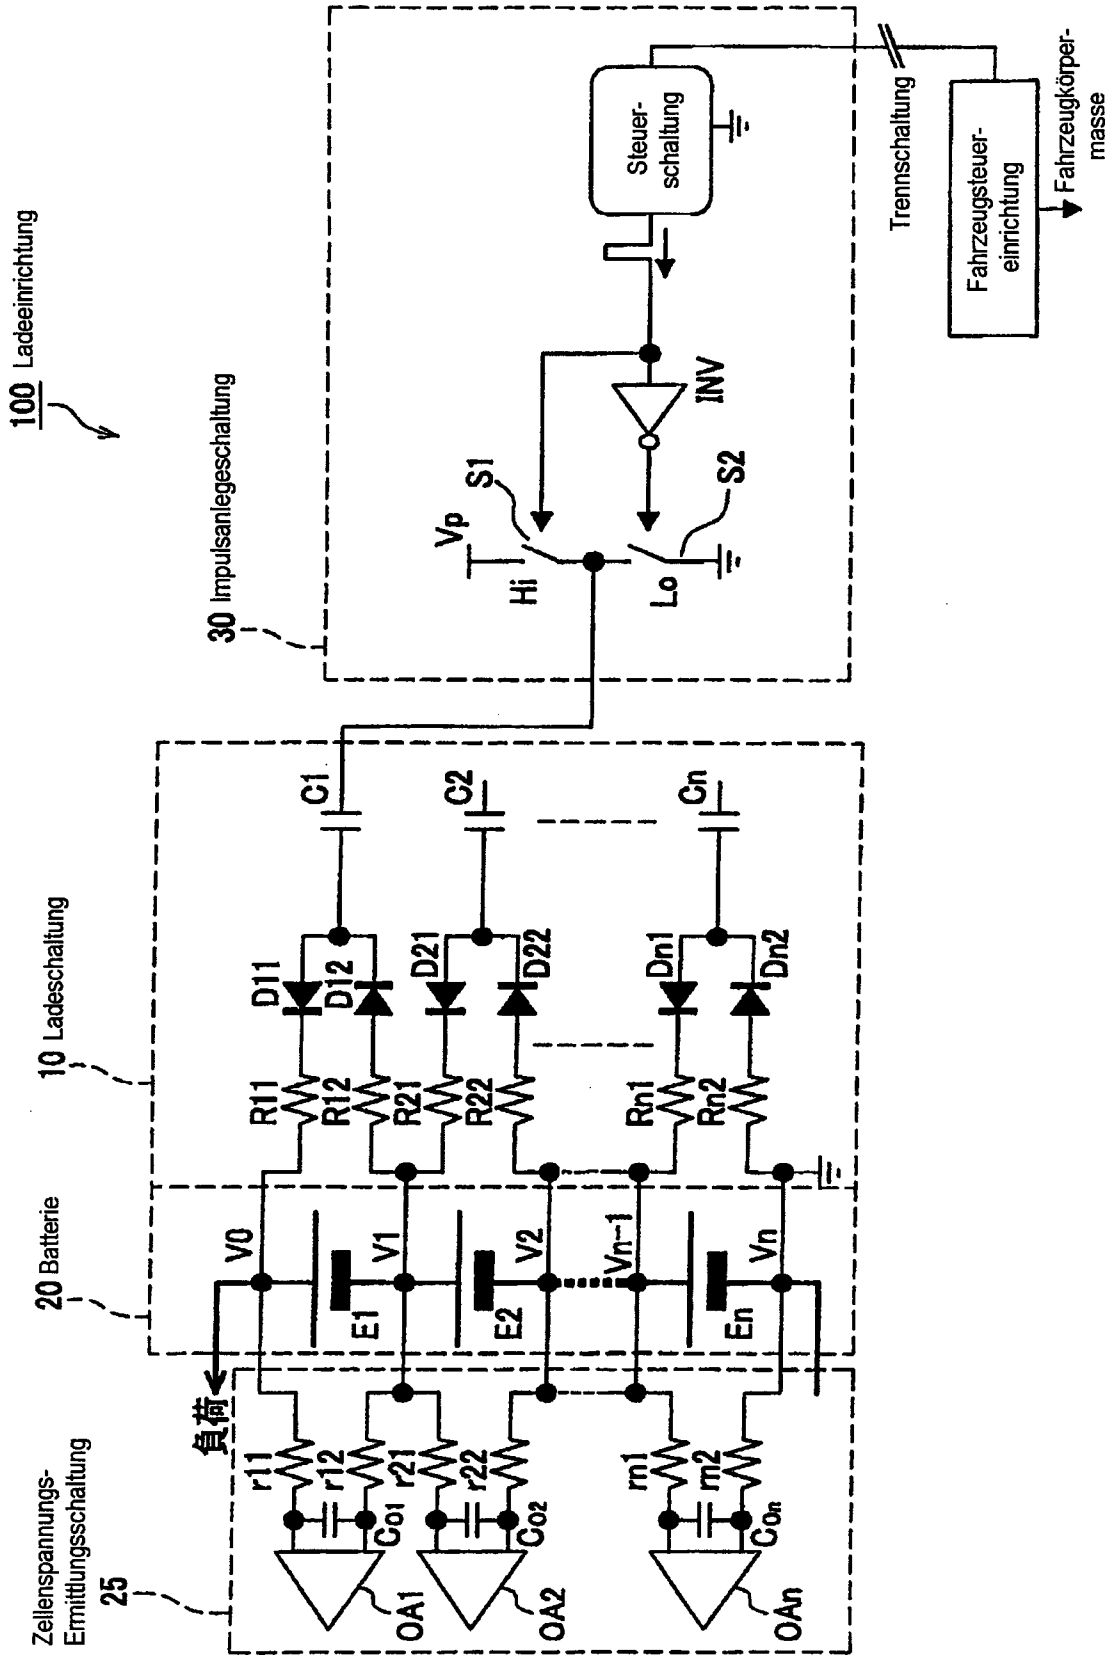 100 Ladeeinrichtung
Zellenspannungs-
Ermittlungsschaltung
25
20 Batterie
10 Ladeschaltung
30 Impulsanlegeschaltung
負荷
V0
V1
V2
Vn-1
Vn
E1
E2
En
r11
r12
r21
r22
rn1
rn2
Co1
Co2
Con
OA1
OA2
OAn
R11
R12
R21
R22
Rn1
Rn2
D11
D12
D21
D22
Dn1
Dn2
C1
C2
Cn
Vp
S1
Hi
Lo
S2
INV
Steuer-
schaltung
Trennschaltung
Fahrzeugsteuer-
einrichtung
Fahrzeugkörper-
masse